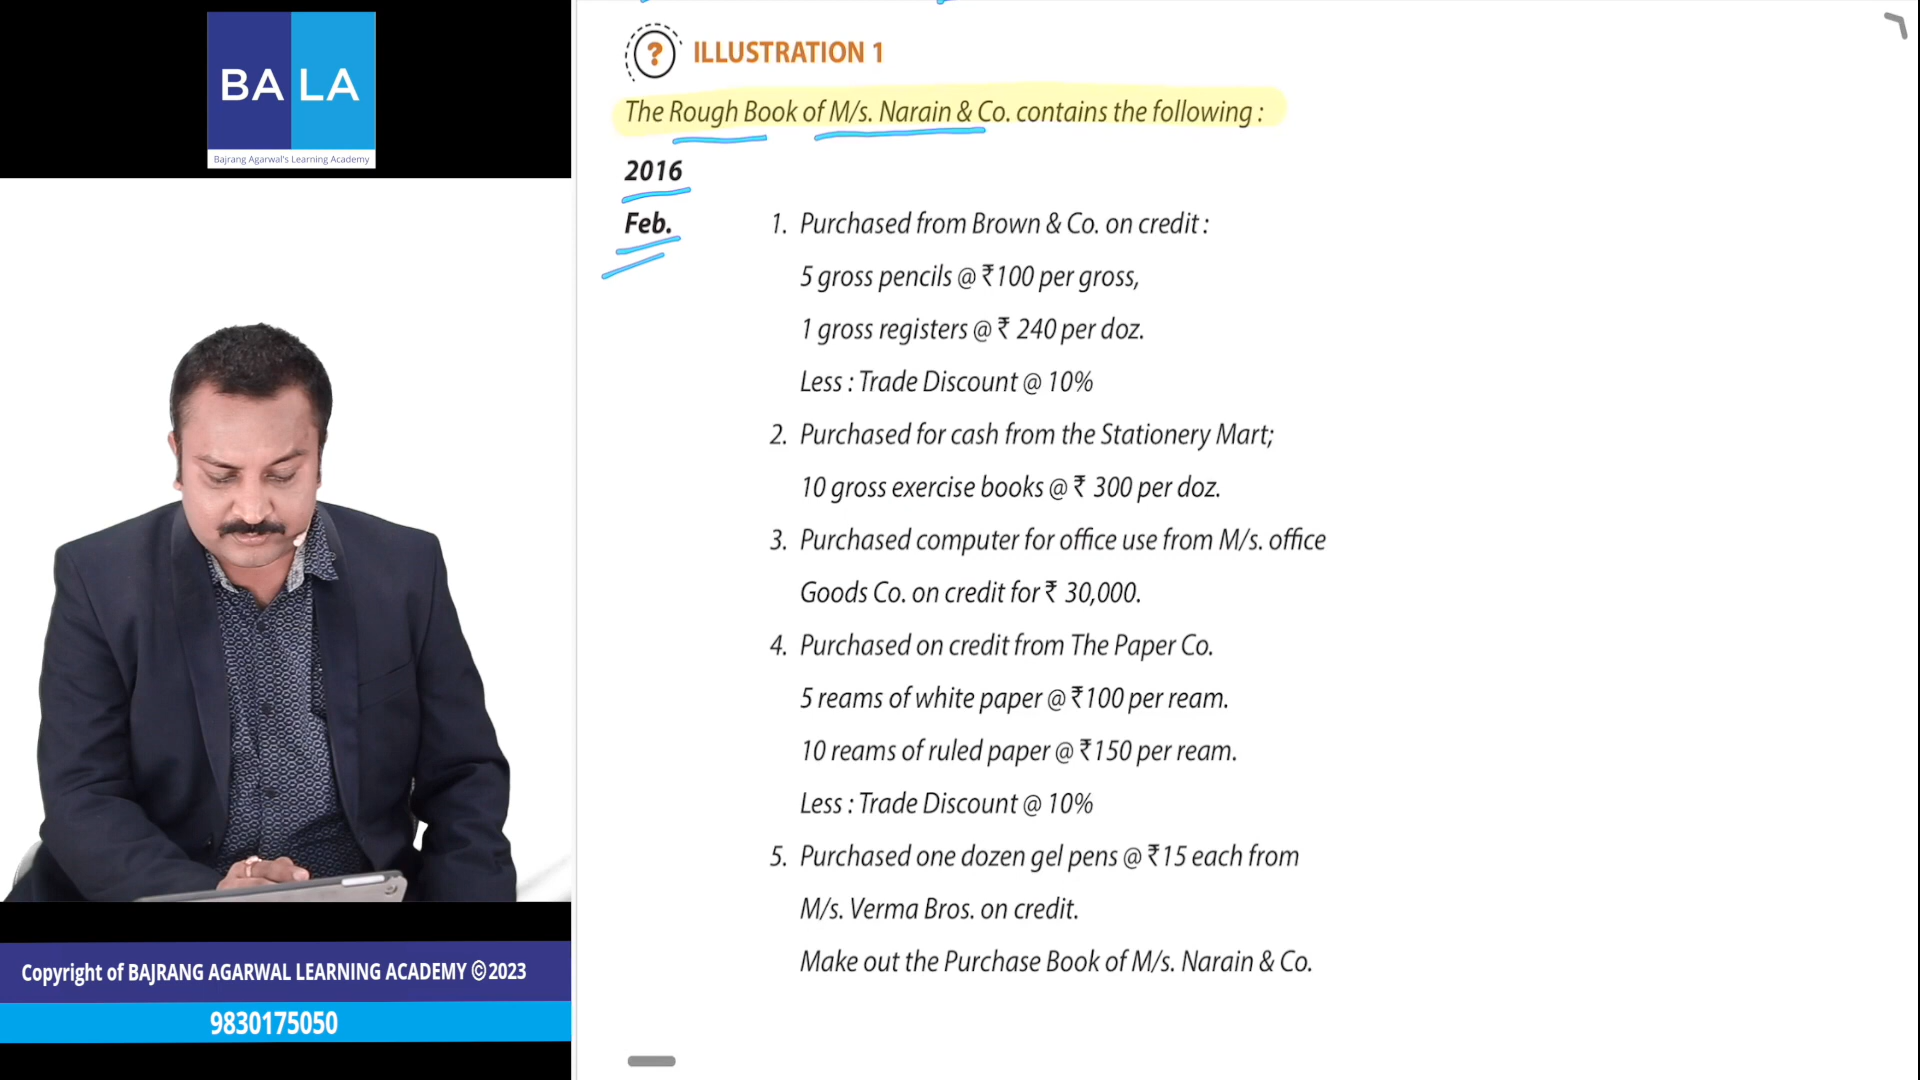 BA LA
Bajrang Agarwal's Learning Academy
? ILLUSTRATION 1
The Rough Book of M/s. Narain & Co. contains the following :
2016
Feb. 1. Purchased from Brown & Co. on credit :
5 gross pencils @ ₹100 per gross,
1 gross registers @ ₹ 240 per doz.
Less : Trade Discount @ 10%
2. Purchased for cash from the Stationery Mart;
10 gross exercise books @ ₹ 300 per doz.
3. Purchased computer for office use from M/s. office
Goods Co. on credit for ₹ 30,000.
4. Purchased on credit from The Paper Co.
5 reams of white paper @ ₹100 per ream.
10 reams of ruled paper @ ₹150 per ream.
Less : Trade Discount @ 10%
5. Purchased one dozen gel pens @ ₹15 each from
M/s. Verma Bros. on credit.
Make out the Purchase Book of M/s. Narain & Co.
Copyright of BAJRANG AGARWAL LEARNING ACADEMY ©2023
9830175050